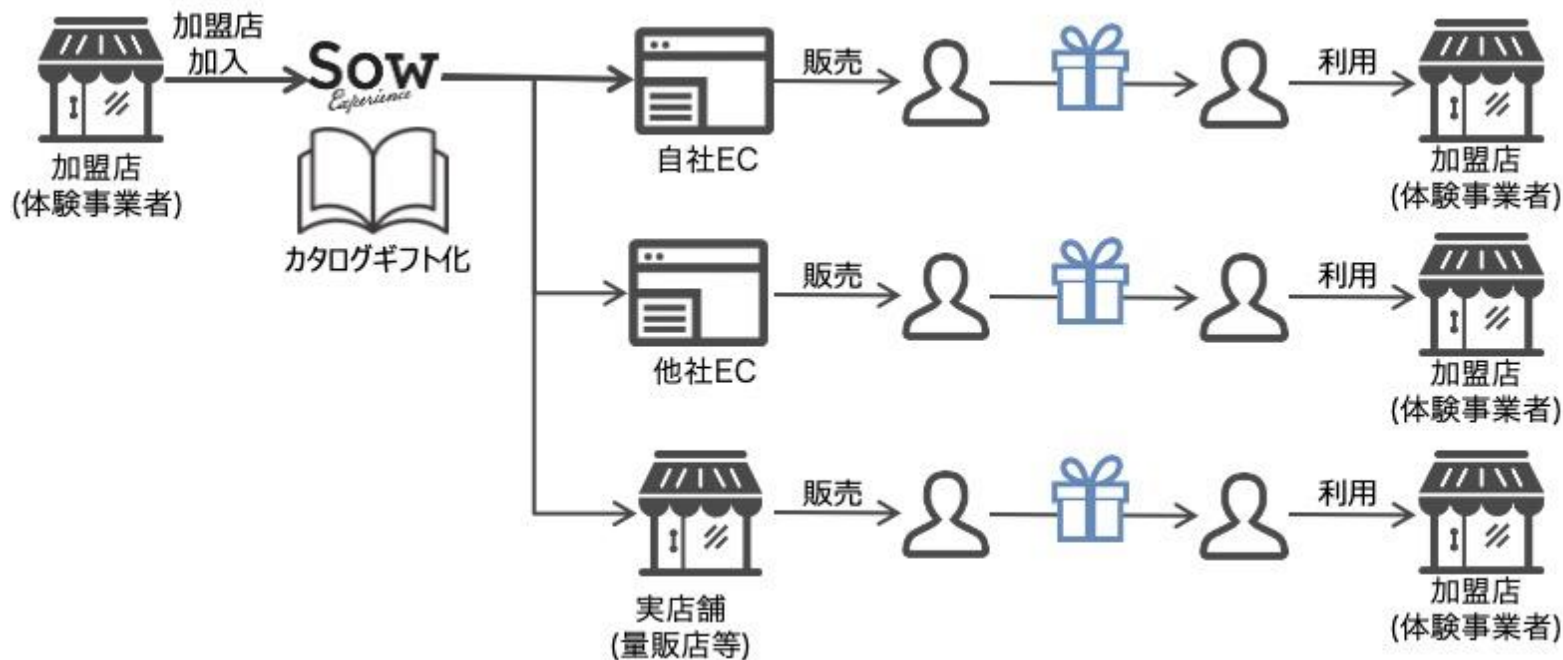 加盟店
加入
Sow
Experience
加盟店
(体験事業者)
カタログギフト化
自社EC
販売
利用
加盟店
(体験事業者)
他社EC
販売
利用
加盟店
(体験事業者)
実店舗
(量販店等)
販売
利用
加盟店
(体験事業者)